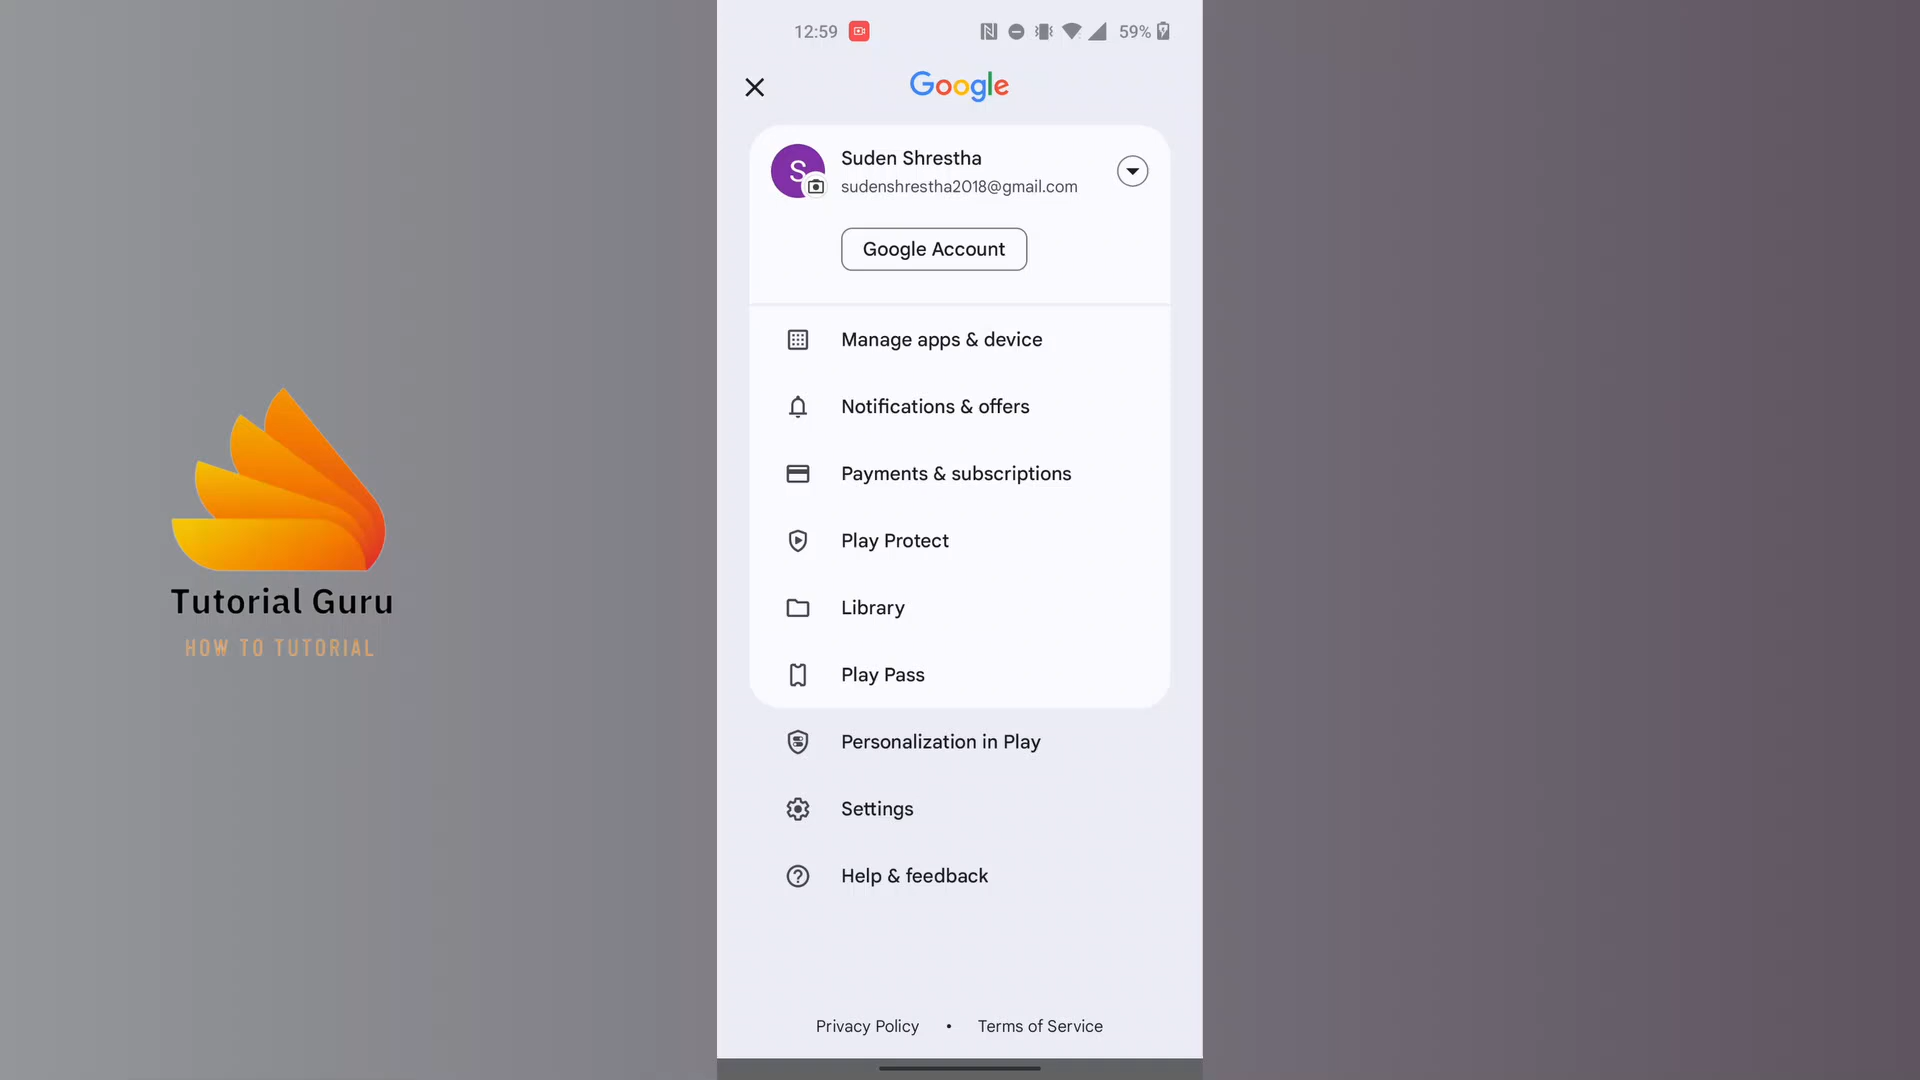 12:59
59%
Google
S
Suden Shrestha
sudenshrestha2018@gmail.com
Google Account
Manage apps & device
Notifications & offers
Payments & subscriptions
Play Protect
Library
Play Pass
Personalization in Play
Settings
Help & feedback
Privacy Policy • Terms of Service
Tutorial Guru
HOW TO TUTORIAL